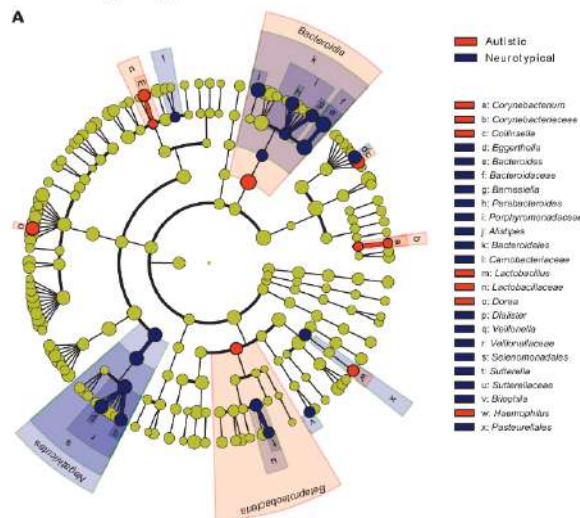 A
Autistic
Neurotypical
a: Corynebacterium
b: Corynebacteriaceae
c: Collinsella
d: Eggerthella
e: Bacteroides
f: Bacteroidaceae
g: Barnesiella
h: Parabacteroides
i: Porphyromonadaceae
j: Alistipes
k: Bacteroidales
l: Carnobacteriaceae
m: Lactobacillus
n: Lactobacillaceae
o: Dorea
p: Dialister
q: Veillonella
r: Veillonellaceae
s: Selenomonadales
t: Sutterella
u: Sutterellaceae
v: Bilophila
w: Haemophilus
x: Pasteurellales
Bacteroidia
k
j
i
f
n
m
l
b
a
o
x
v
u
t
s
r
Negativicutes
Betaproteobacteria